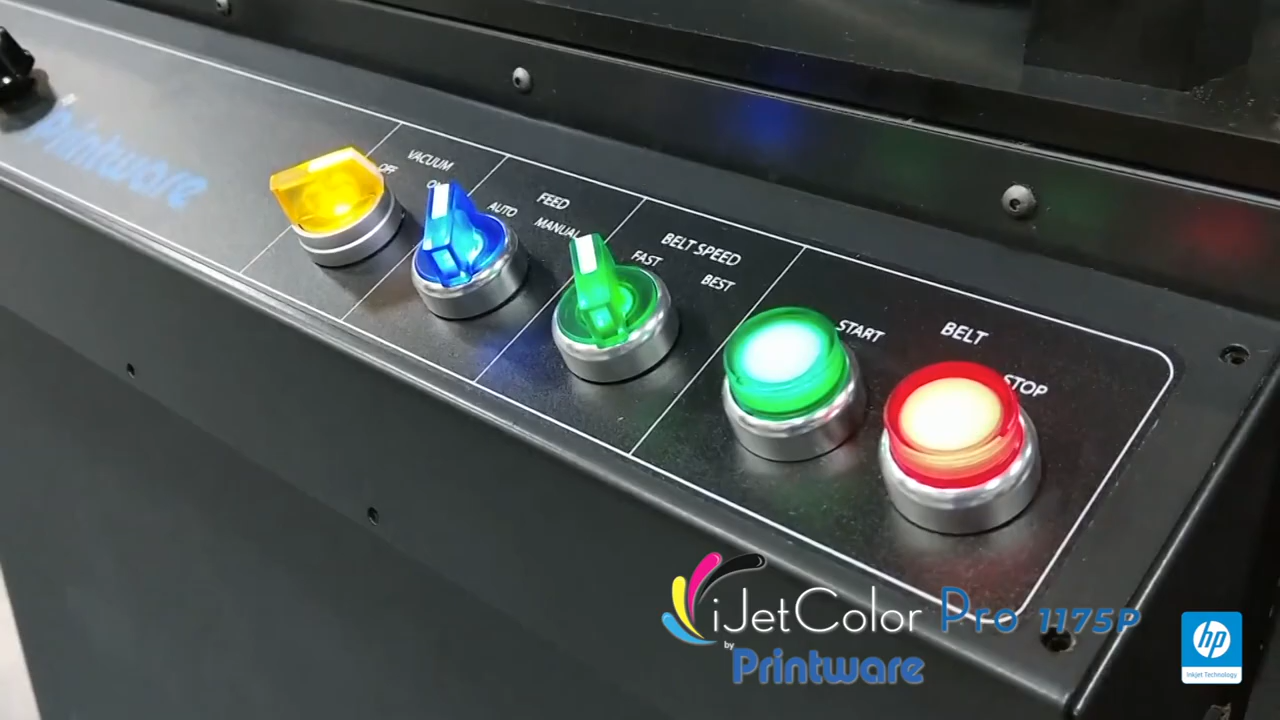 Printware
VACUUM
OFF
FEED
AUTO
MANUAL
BELT SPEED
FAST
BEST
BELT
START
STOP
iJetColor Pro 1175P
by
Printware
hp
Inkjet Technology